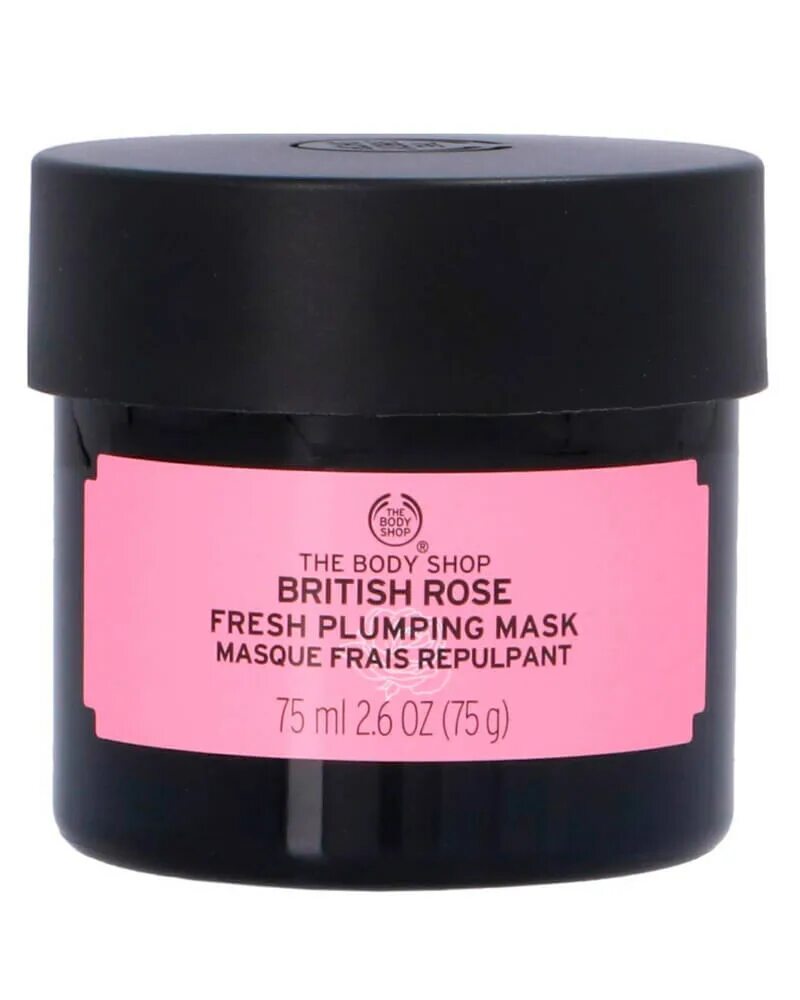 THE
BODY
SHOP
®
THE BODY SHOP
BRITISH ROSE
FRESH PLUMPING MASK
MASQUE FRAIS REPULPANT
75 ml 2.6 OZ (75 g)